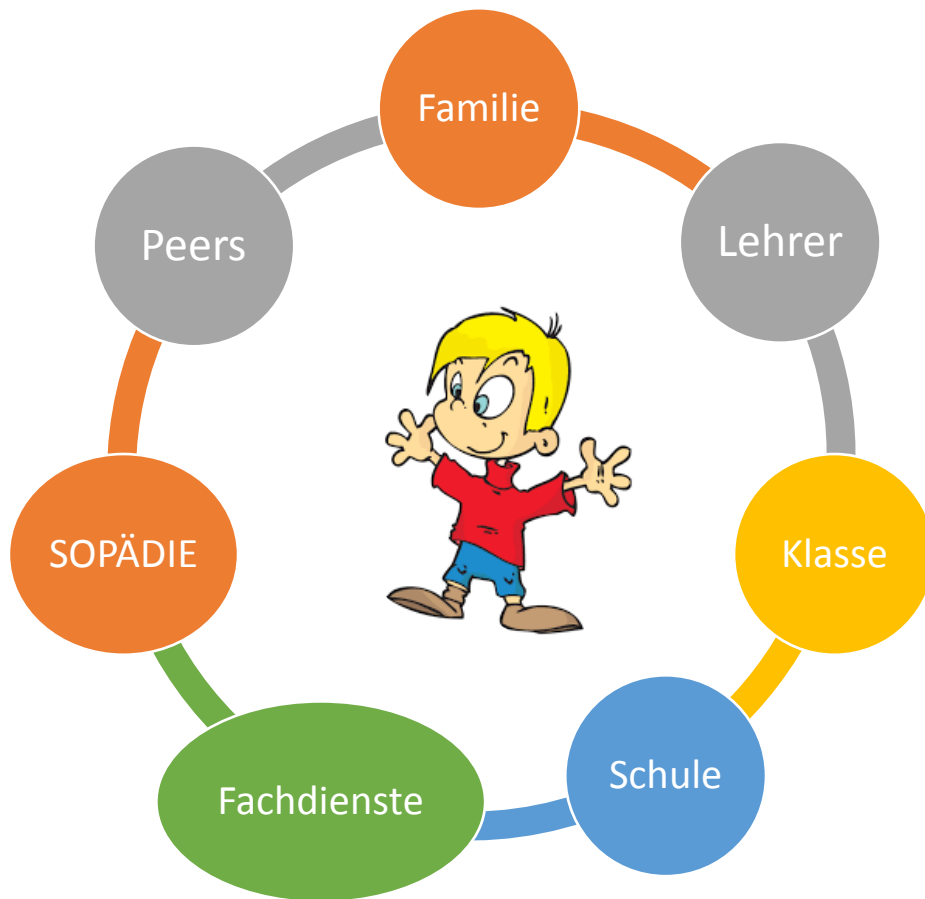 Familie
Lehrer
Klasse
Schule
Fachdienste
SOPÄDIE
Peers